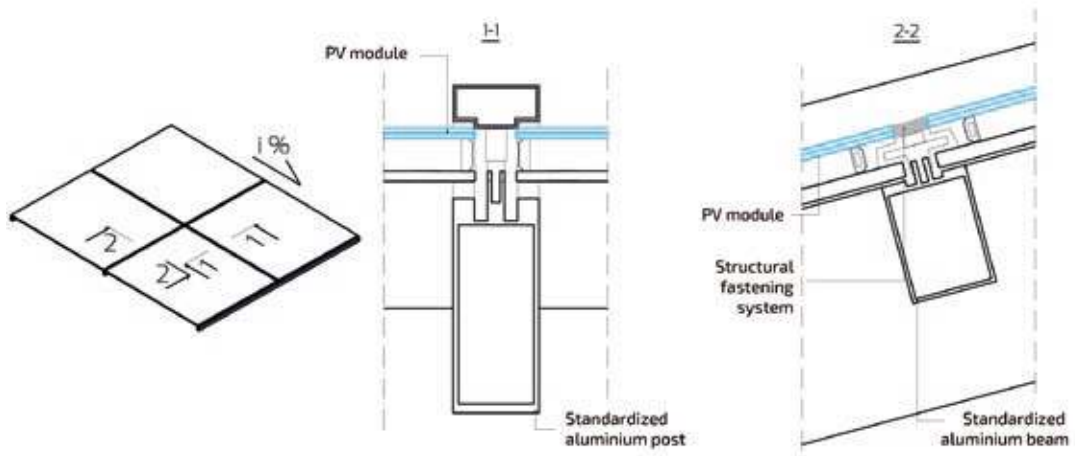 1-1
2-2
PV module
i %
2
1
2
1
PV module
Structural
fastening
system
Standardized
aluminium post
Standardized
aluminium beam